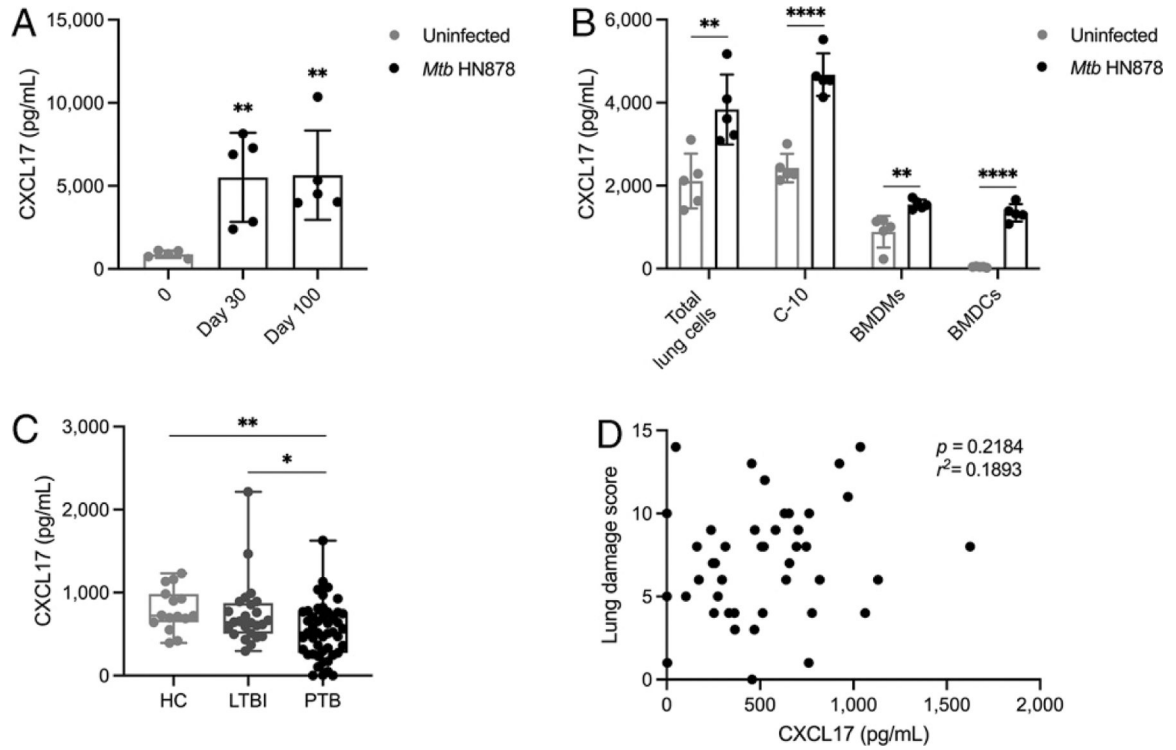 A
CXCL17 (pg/mL)
15,000
10,000
5,000
0
**
**
0
Day 30
Day 100
Uninfected
Mtb HN878
B
CXCL17 (pg/mL)
6,000
4,000
2,000
0
**
****
**
****
Total
lung cells
C-10
BMDMs
BMDCs
Uninfected
Mtb HN878
C
CXCL17 (pg/mL)
3,000
2,000
1,000
0
**
*
HC
LTBI
PTB
D
Lung damage score
15
10
5
0
p = 0.2184
r²= 0.1893
0
500
1,000
1,500
2,000
CXCL17 (pg/mL)